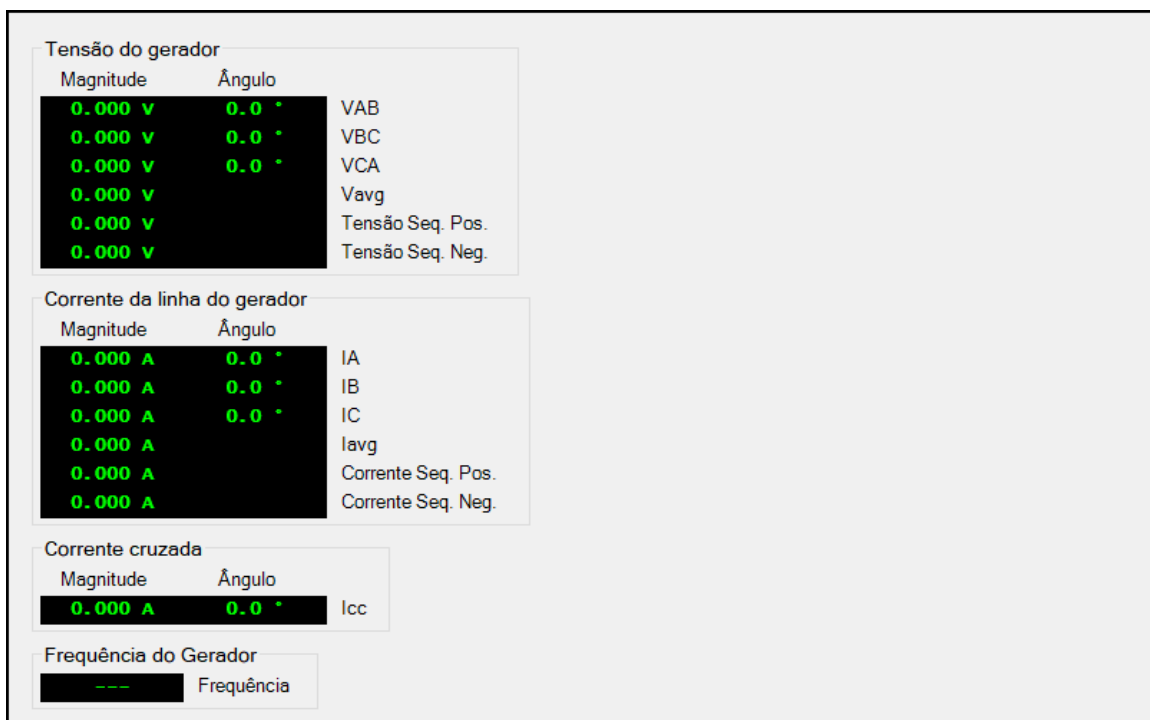 Tensão do gerador
Magnitude Ângulo
0.000 V 0.0 ° VAB
0.000 V 0.0 ° VBC
0.000 V 0.0 ° VCA
0.000 V Vavg
0.000 V Tensão Seq. Pos.
0.000 V Tensão Seq. Neg.
Corrente da linha do gerador
Magnitude Ângulo
0.000 A 0.0 ° IA
0.000 A 0.0 ° IB
0.000 A 0.0 ° IC
0.000 A Iavg
0.000 A Corrente Seq. Pos.
0.000 A Corrente Seq. Neg.
Corrente cruzada
Magnitude Ângulo
0.000 A 0.0 ° Icc
Frequência do Gerador
--- Frequência